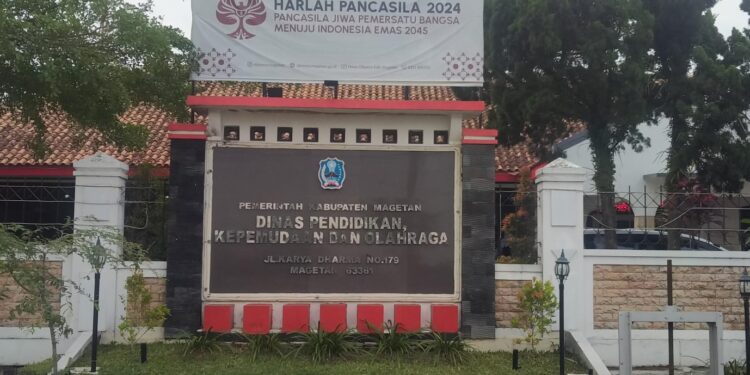 HARLAH PANCASILA 2024
PANCASILA JIWA PEMERSATU BANGSA
MENUJU INDONESIA EMAS 2045
PEMERINTAH KABUPATEN MAGETAN
DINAS PENDIDIKAN,
KEPEMUDAAN DAN OLAHRAGA
JL.KARYA DHARMA NO.179
MAGETAN 63361